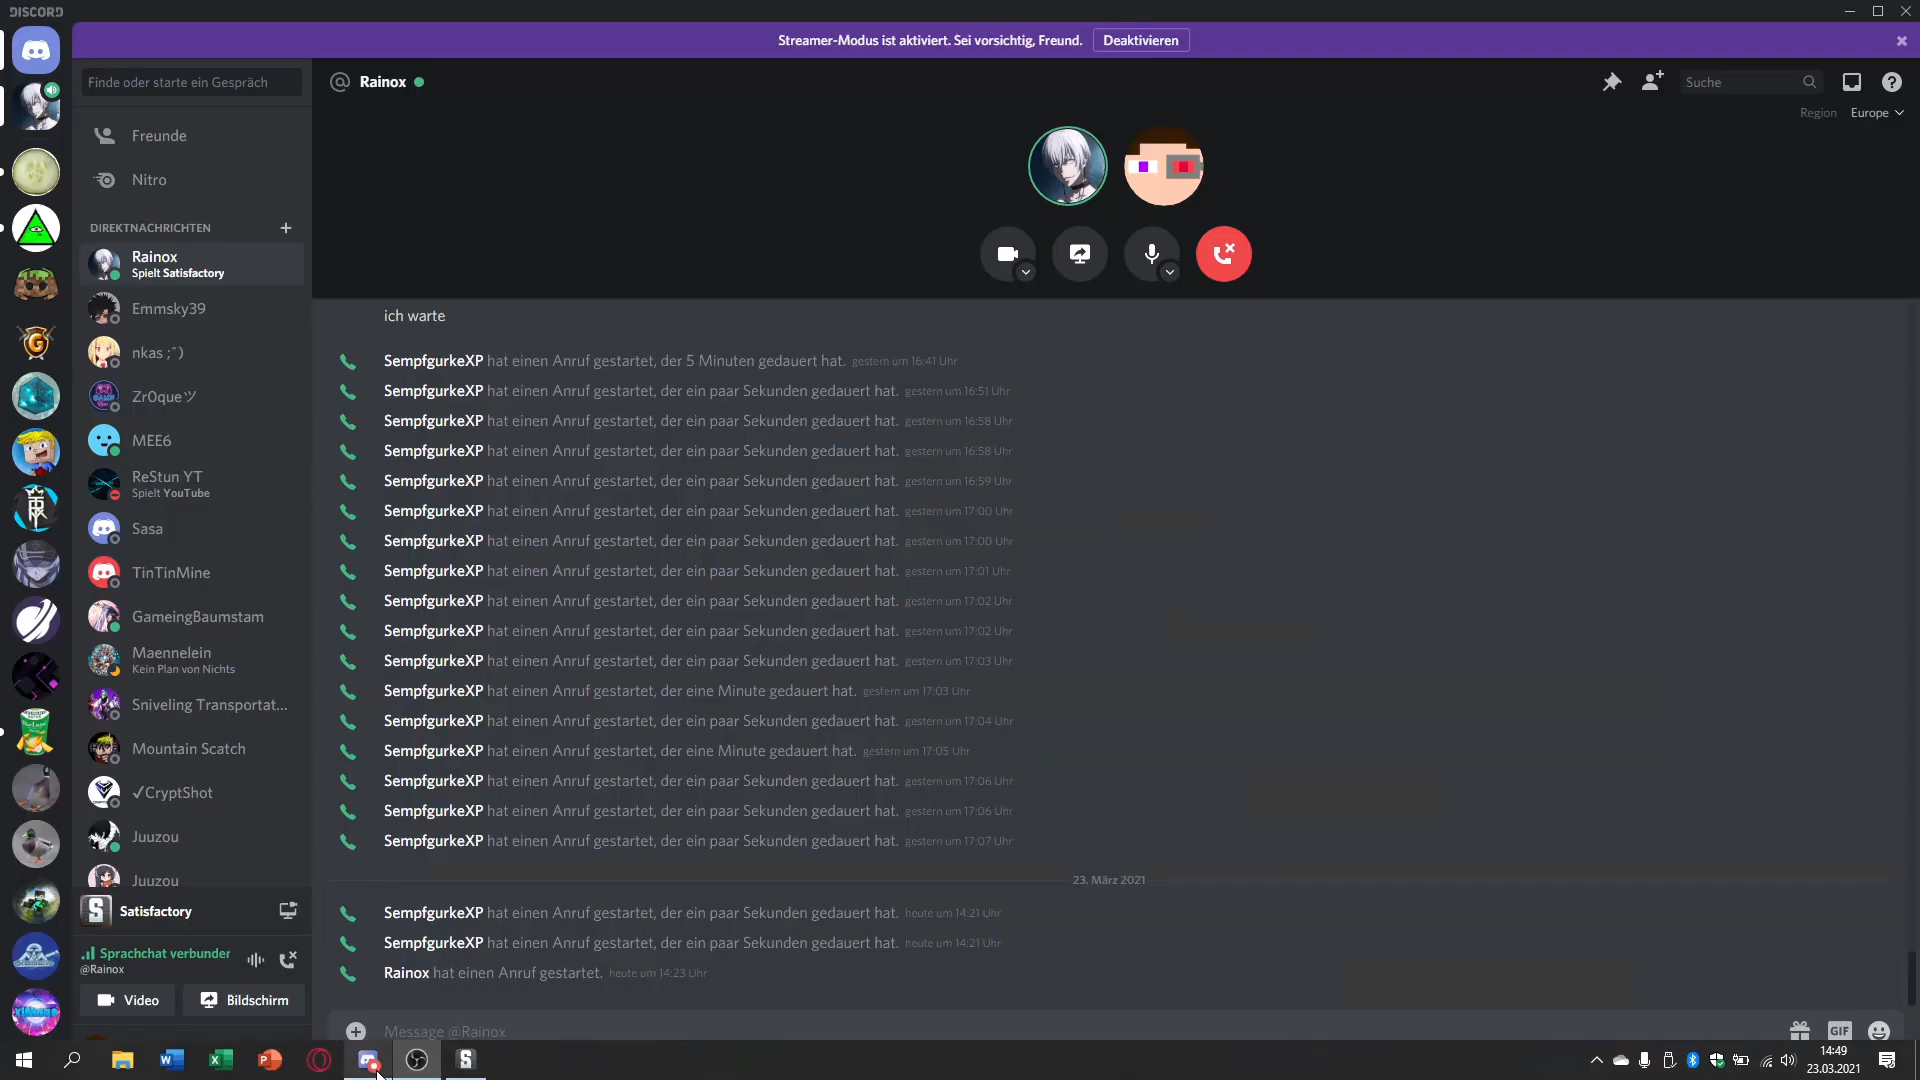 DISCORD
Streamer-Modus ist aktiviert. Sei vorsichtig, Freund.
Deaktivieren
Finde oder starte ein Gespräch
Rainox
Suche
Region
Europe
Freunde
Nitro
DIREKTNACHRICHTEN
Rainox
Spielt Satisfactory
Emmsky39
nkas ;^)
Zr0queツ
MEE6
ReStun YT
Spielt YouTube
Sasa
TinTinMine
GameingBaumstam
Maennelein
Kein Plan von Nichts
Sniveling Transportat...
Mountain Scatch
✓CryptShot
Juuzou
Juuzou
Satisfactory
Sprachchat verbunden
@Rainox
Video
Bildschirm
ich warte
SempfgurkeXP hat einen Anruf gestartet, der 5 Minuten gedauert hat. gestern um 16:41 Uhr
SempfgurkeXP hat einen Anruf gestartet, der ein paar Sekunden gedauert hat. gestern um 16:51 Uhr
SempfgurkeXP hat einen Anruf gestartet, der ein paar Sekunden gedauert hat. gestern um 16:58 Uhr
SempfgurkeXP hat einen Anruf gestartet, der ein paar Sekunden gedauert hat. gestern um 16:58 Uhr
SempfgurkeXP hat einen Anruf gestartet, der ein paar Sekunden gedauert hat. gestern um 16:59 Uhr
SempfgurkeXP hat einen Anruf gestartet, der ein paar Sekunden gedauert hat. gestern um 17:00 Uhr
SempfgurkeXP hat einen Anruf gestartet, der ein paar Sekunden gedauert hat. gestern um 17:00 Uhr
SempfgurkeXP hat einen Anruf gestartet, der ein paar Sekunden gedauert hat. gestern um 17:01 Uhr
SempfgurkeXP hat einen Anruf gestartet, der ein paar Sekunden gedauert hat. gestern um 17:02 Uhr
SempfgurkeXP hat einen Anruf gestartet, der ein paar Sekunden gedauert hat. gestern um 17:02 Uhr
SempfgurkeXP hat einen Anruf gestartet, der ein paar Sekunden gedauert hat. gestern um 17:03 Uhr
SempfgurkeXP hat einen Anruf gestartet, der eine Minute gedauert hat. gestern um 17:03 Uhr
SempfgurkeXP hat einen Anruf gestartet, der ein paar Sekunden gedauert hat. gestern um 17:04 Uhr
SempfgurkeXP hat einen Anruf gestartet, der eine Minute gedauert hat. gestern um 17:05 Uhr
SempfgurkeXP hat einen Anruf gestartet, der ein paar Sekunden gedauert hat. gestern um 17:06 Uhr
SempfgurkeXP hat einen Anruf gestartet, der ein paar Sekunden gedauert hat. gestern um 17:06 Uhr
SempfgurkeXP hat einen Anruf gestartet, der ein paar Sekunden gedauert hat. gestern um 17:07 Uhr
23. März 2021
SempfgurkeXP hat einen Anruf gestartet, der ein paar Sekunden gedauert hat. heute um 14:21 Uhr
SempfgurkeXP hat einen Anruf gestartet, der ein paar Sekunden gedauert hat. heute um 14:21 Uhr
Rainox hat einen Anruf gestartet. heute um 14:23 Uhr
Message @Rainox
GIF
14:49
23.03.2021